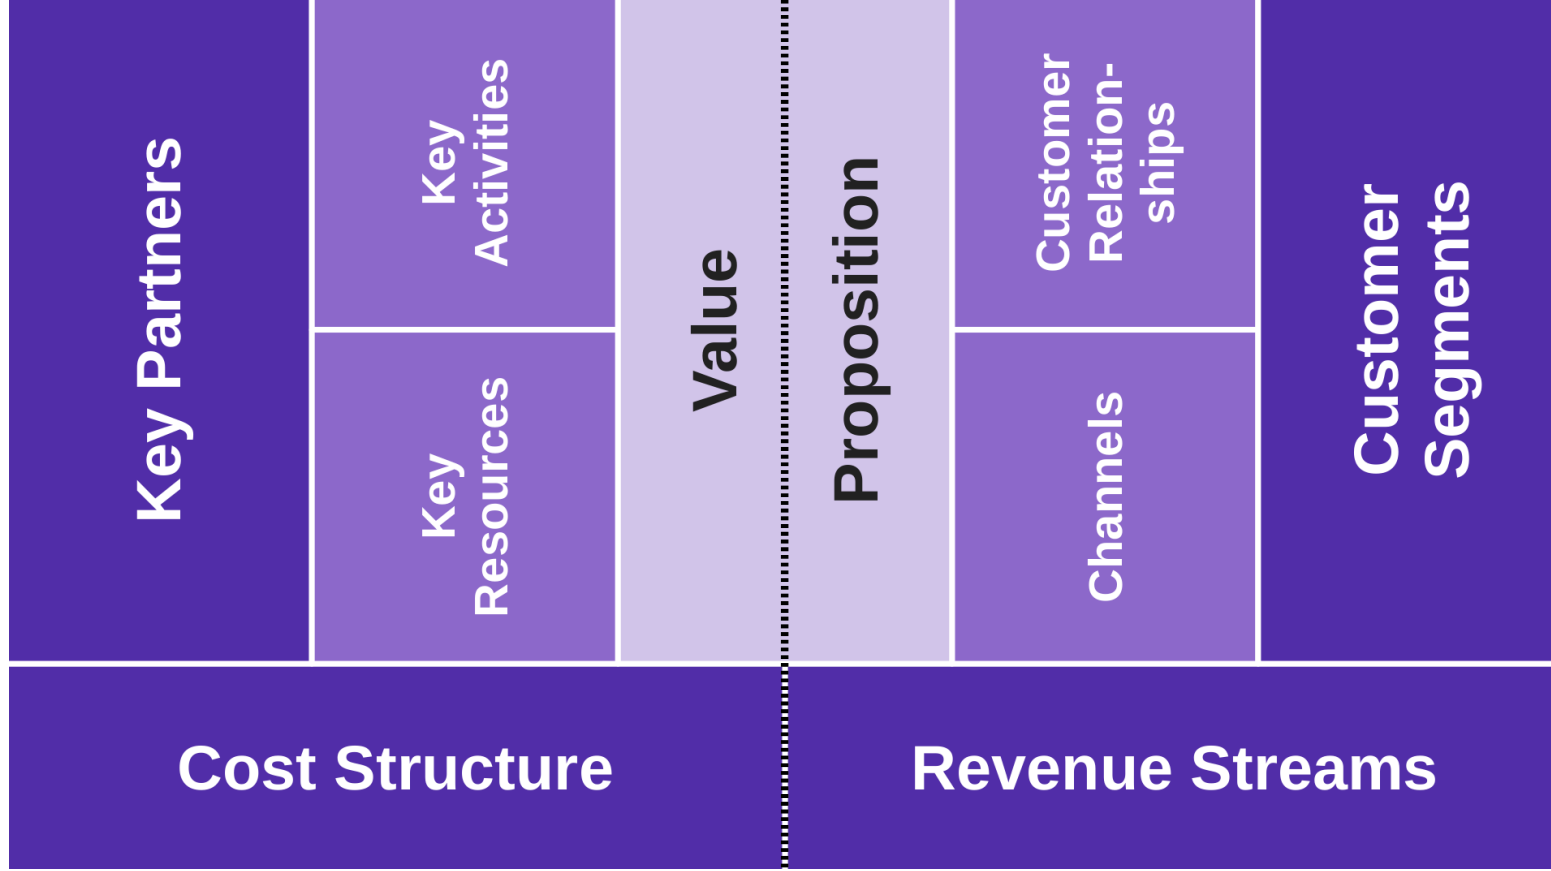 Key Partners
Key
Activities
Key
Resources
Value
Proposition
Customer
Relation-
ships
Channels
Customer
Segments
Cost Structure
Revenue Streams